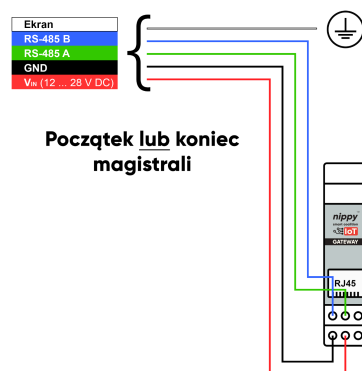 Ekran
RS-485 B
RS-485 A
GND
VIN (12 ... 28 V DC)
Początek lub koniec
magistrali
nippy
IoT
GATEWAY
RJ45